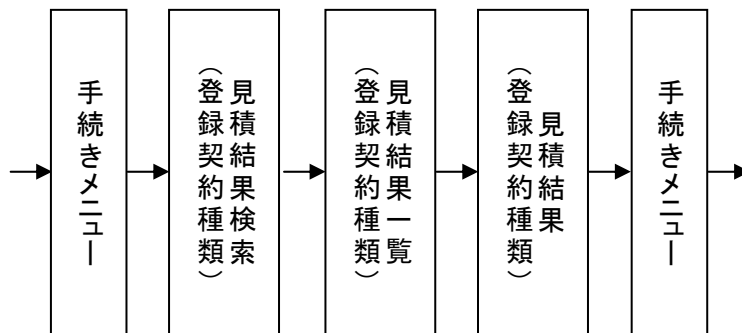 手続きメニュー
見積結果検索
（登録契約種類）
見積結果一覧
（登録契約種類）
見積結果
（登録契約種類）
手続きメニュー